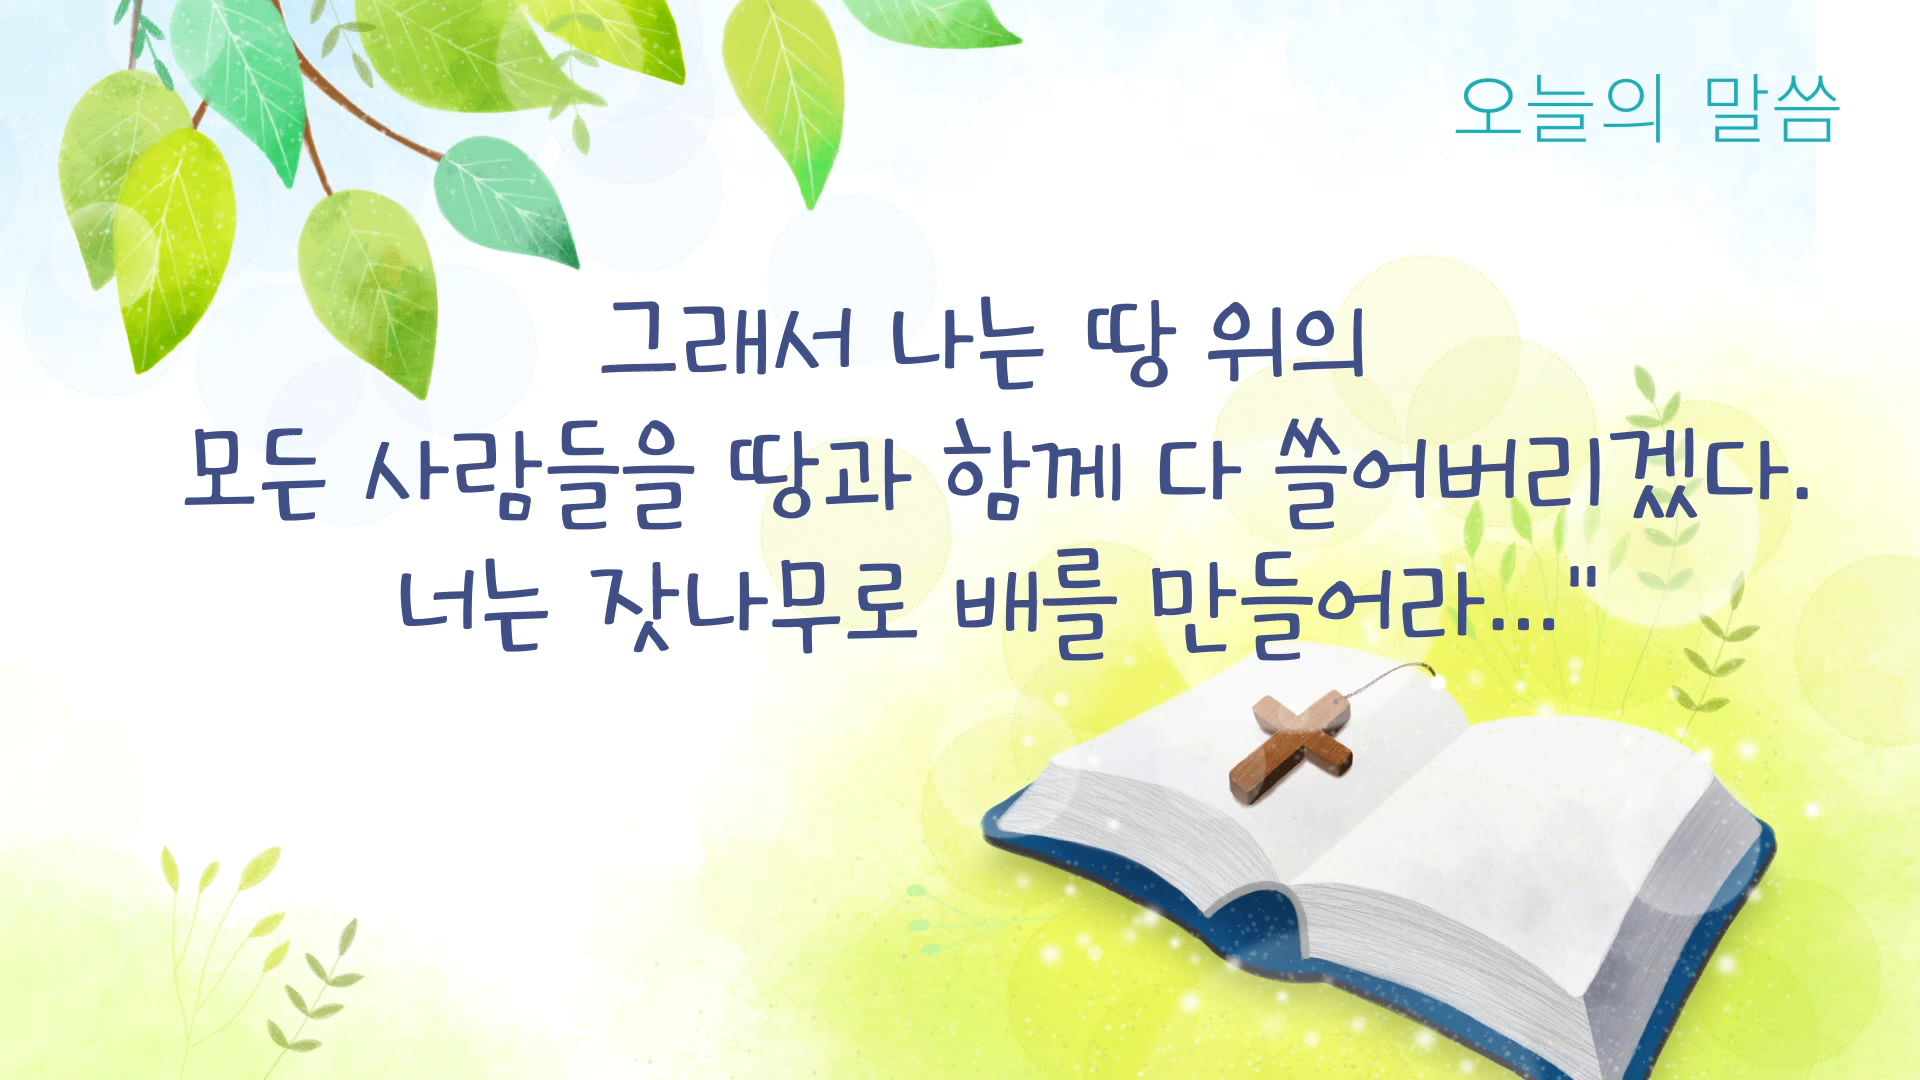 오늘의 말씀
그래서 나는 땅 위의
모든 사람들을 땅과 함께 다 쓸어버리겠다.
너는 잣나무로 배를 만들어라..."